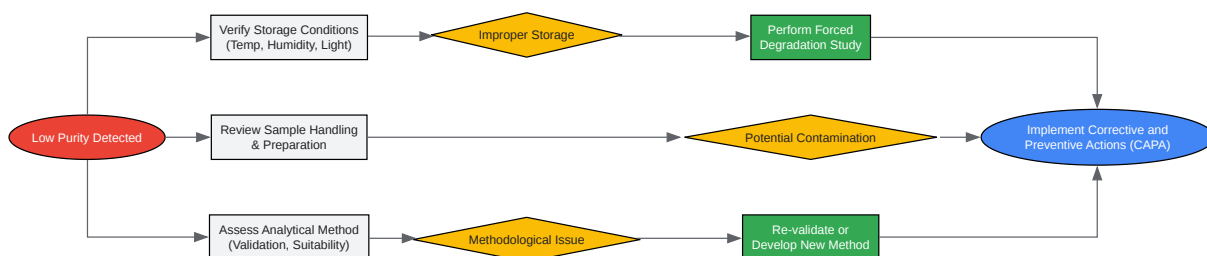 Verify Storage Conditions
(Temp, Humidity, Light)
Improper Storage
Perform Forced
Degradation Study
Low Purity Detected
Review Sample Handling
& Preparation
Potential Contamination
Implement Corrective and
Preventive Actions (CAPA)
Assess Analytical Method
(Validation, Suitability)
Methodological Issue
Re-validate or
Develop New Method